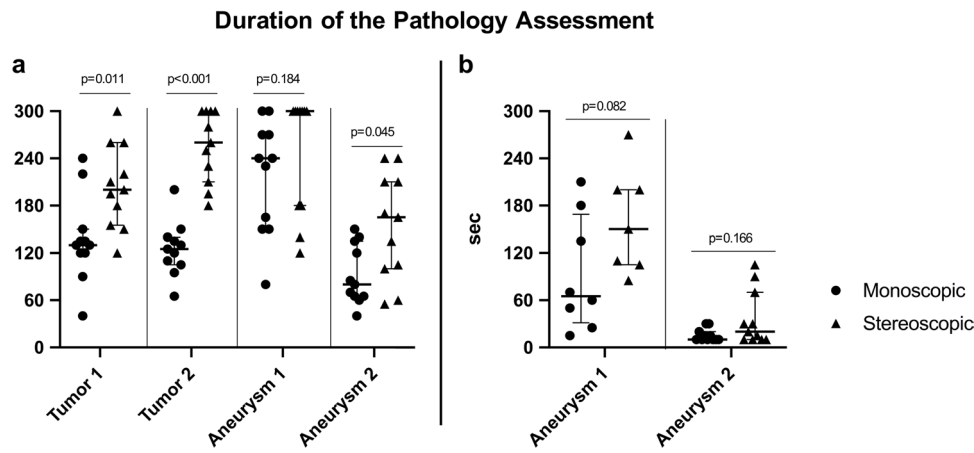 Duration of the Pathology Assessment
a
b
p=0.011
p<0.001
p=0.184
p=0.045
300
240
180
120
60
0
Tumor 1
Tumor 2
Aneurysm 1
Aneurysm 2
sec
p=0.082
p=0.166
300
240
180
120
60
0
Aneurysm 1
Aneurysm 2
Monoscopic
Stereoscopic